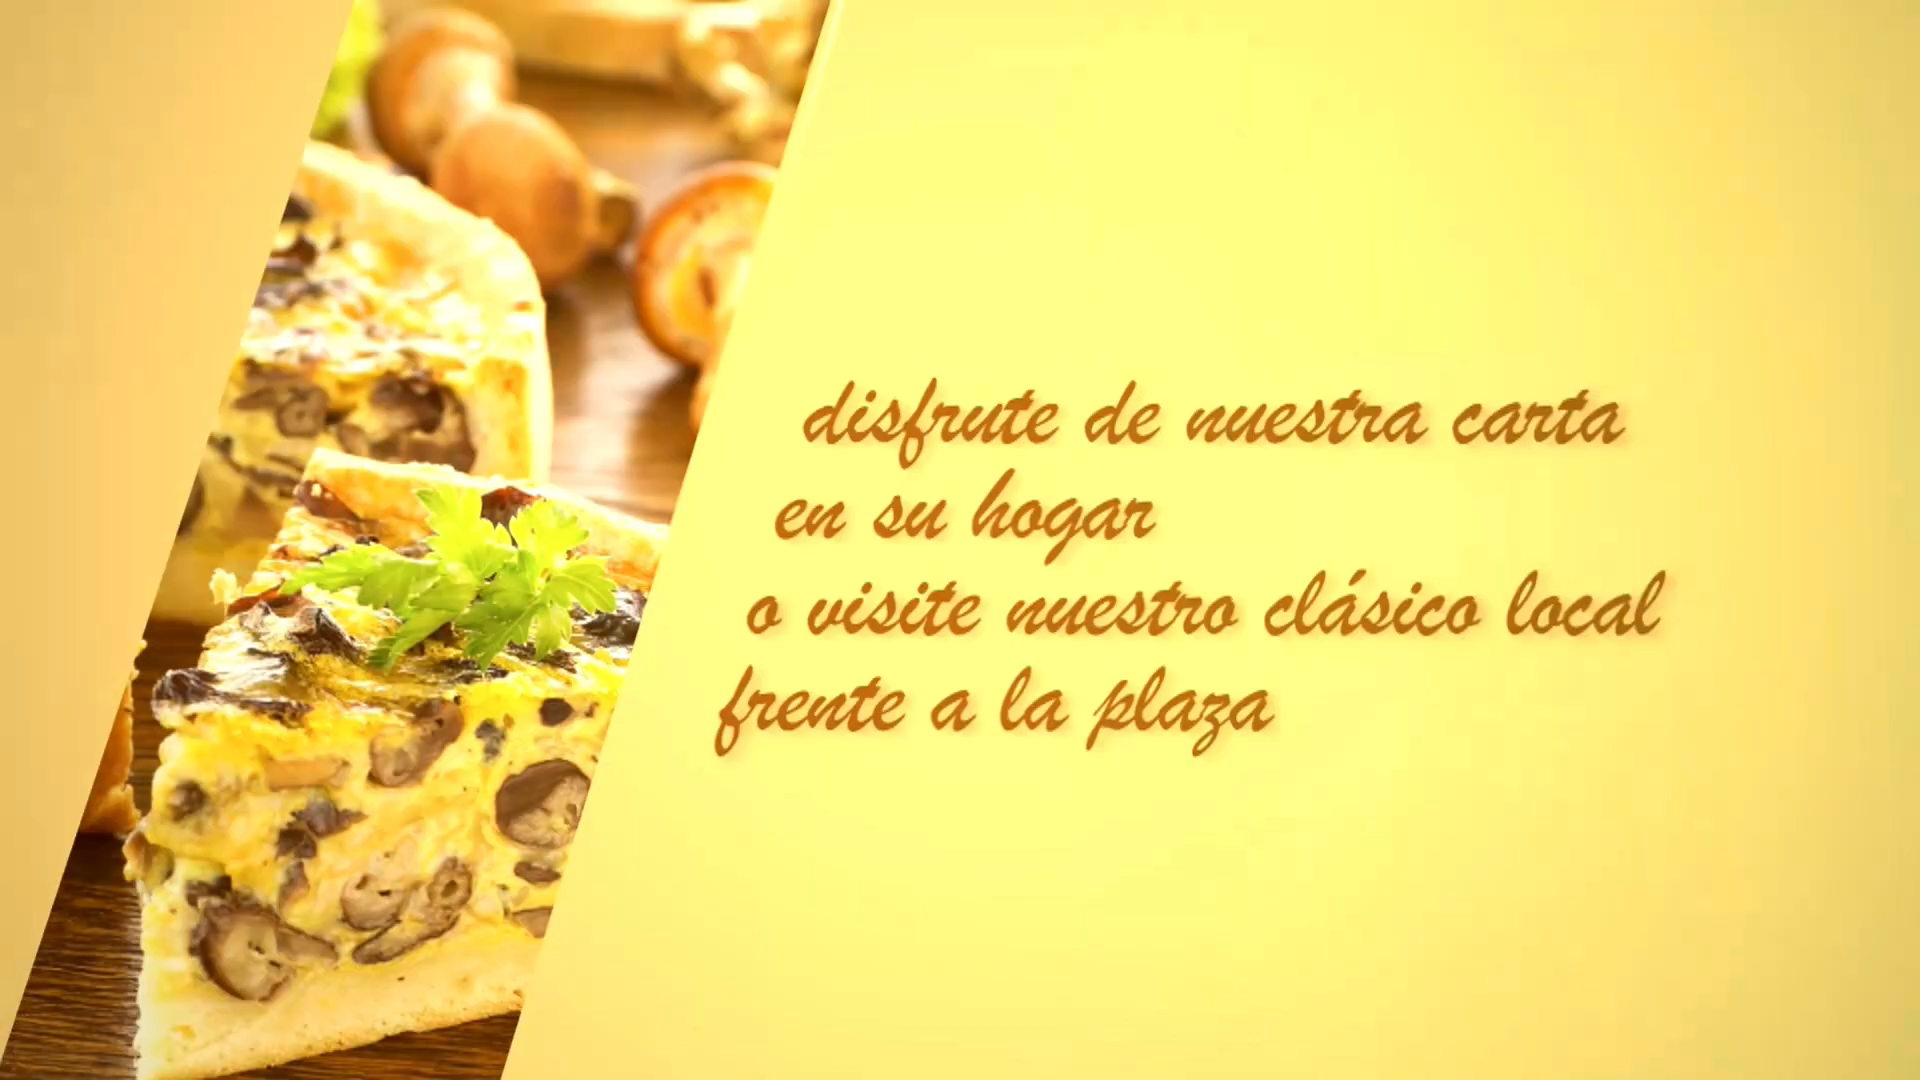 disfrute de nuestra carta
en su hogar
o visite nuestro clásico local
frente a la plaza